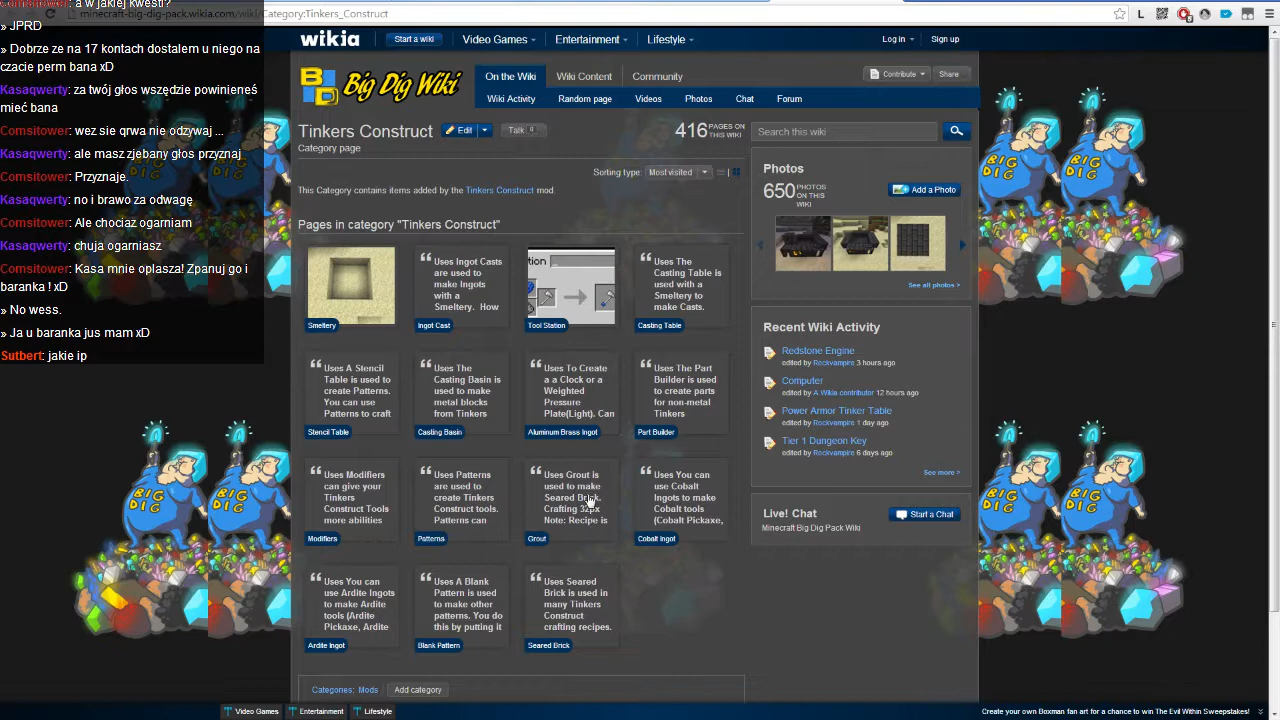 Comsitower: a w jakiej kwesti?
» JPRD
» Dobrze ze na 17 kontach dostalem u niego na
czacie perm bana xD
Kasaqwerty: za twój głos wszędzie powinieneś
mieć bana
Comsitower: wez sie qrwa nie odzywaj ...
Kasaqwerty: ale masz zjebany głos przyznaj
Comsitower: Przyznaje.
Kasaqwerty: no i brawo za odwagę
Comsitower: Ale chociaz ogarniam
Kasaqwerty: chuja ogarniasz
Comsitower: Kasa mnie oplasza! Zpanuj go i
baranka ! xD
» No wess.
» Ja u baranka jus mam xD
Sutbert: jakie ip
minecraft-big-dig-pack.wikia.com/wiki/Category:Tinkers_Construct
wikia
Start a wiki
Video Games
Entertainment
Lifestyle
Log in
Sign up
BD Big Dig Wiki
On the Wiki
Wiki Content
Community
Contribute
Share
Wiki Activity
Random page
Videos
Photos
Chat
Forum
Tinkers Construct
Edit
Talk 0
416 PAGES ON
THIS WIKI
Category page
Search this wiki
Sorting type: Most visited
This Category contains items added by the Tinkers Construct mod.
Pages in category "Tinkers Construct"
Smeltery
Uses Ingot Casts
are used to
make Ingots
with a
Smeltery. How
Ingot Cast
tion
Tool Station
Uses The
Casting Table is
used with a
Smeltery to
make Casts.
Casting Table
Uses A Stencil
Table is used to
create Patterns.
You can use
Patterns to craft
Stencil Table
Uses The
Casting Basin is
used to make
metal blocks
from Tinkers
Casting Basin
Uses To Create
a a Clock or a
Weighted
Pressure
Plate(Light). Can
Aluminum Brass Ingot
Uses The Part
Builder is used
to create parts
for non-metal
Tinkers
Part Builder
Uses Modifiers
can give your
Tinkers
Construct Tools
more abilities
Modifiers
Uses Patterns
are used to
create Tinkers
Construct tools.
Patterns can
Patterns
Uses Grout is
used to make
Seared Brick.
Crafting 32px
Note: Recipe is
Grout
Uses You can
use Cobalt
Ingots to make
Cobalt tools
(Cobalt Pickaxe,
Cobalt Ingot
Uses You can
use Ardite Ingots
to make Ardite
tools (Ardite
Pickaxe, Ardite
Ardite Ingot
Uses A Blank
Pattern is used
to make other
patterns. You do
this by putting it
Blank Pattern
Uses Seared
Brick is used in
many Tinkers
Construct
crafting recipes.
Seared Brick
Categories: Mods
Add category
Photos
650 PHOTOS
ON THIS
WIKI
Add a Photo
See all photos >
Recent Wiki Activity
Redstone Engine
edited by Rockvampire 3 hours ago
Computer
edited by A Wikia contributor 12 hours ago
Power Armor Tinker Table
edited by Rockvampire 1 day ago
Tier 1 Dungeon Key
edited by Rockvampire 6 days ago
See more >
Live! Chat
Start a Chat
Minecraft Big Dig Pack Wiki
BIG
DIG
BIG
DIG
BIG
DIG
BIG
DIG
BIG
BIG
BIG
BIG
Video Games
Entertainment
Lifestyle
Create your own Boxman fan art for a chance to win The Evil Within Sweepstakes!